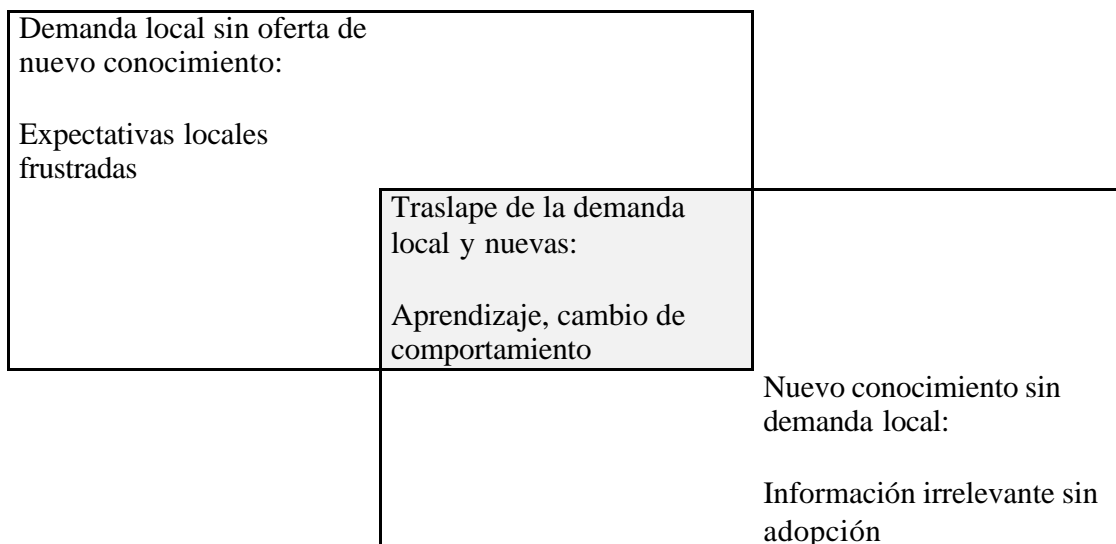 Demanda local sin oferta de
nuevo conocimiento:
Expectativas locales
frustradas
Traslape de la demanda
local y nuevas:
Aprendizaje, cambio de
comportamiento
Nuevo conocimiento sin
demanda local:
Información irrelevante sin
adopción